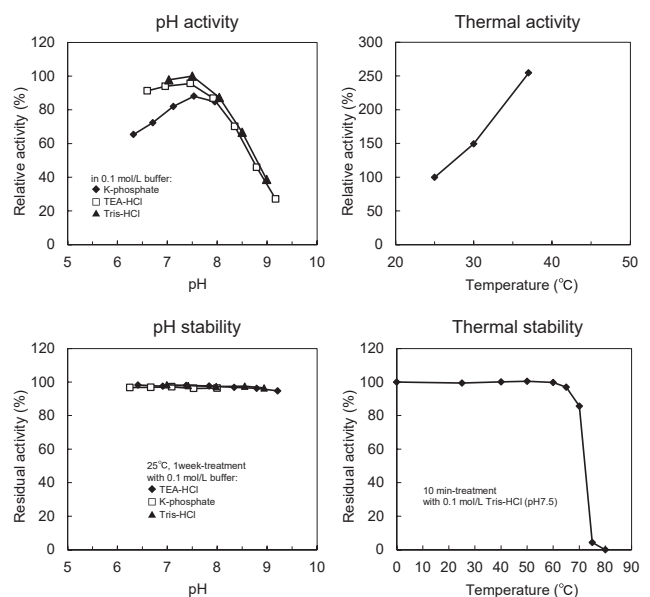 pH activity
120
100
80
60
40
20
0
Relative activity (%)
in 0.1 mol/L buffer:
K-phosphate
TEA-HCl
Tris-HCl
5 6 7 8 9 10
pH
Thermal activity
300
250
200
150
100
50
0
Relative activity (%)
20 30 40 50
Temperature (°C)
pH stability
120
100
80
60
40
20
0
Residual activity (%)
25°C, 1week-treatment
with 0.1 mol/L buffer:
TEA-HCl
K-phosphate
Tris-HCl
5 6 7 8 9 10
pH
Thermal stability
120
100
80
60
40
20
0
Residual activity (%)
10 min-treatment
with 0.1 mol/L Tris-HCl (pH7.5)
0 10 20 30 40 50 60 70 80 90
Temperature (°C)